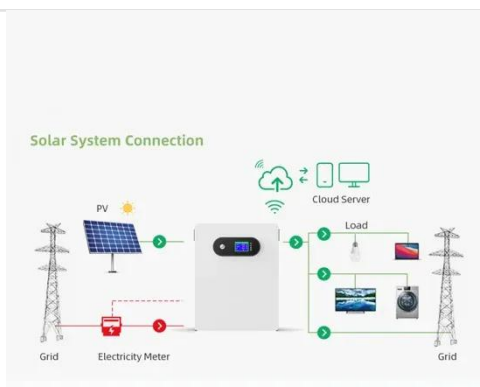 Solar System Connection
Cloud Server
PV
Load
Grid
Electricity Meter
Grid